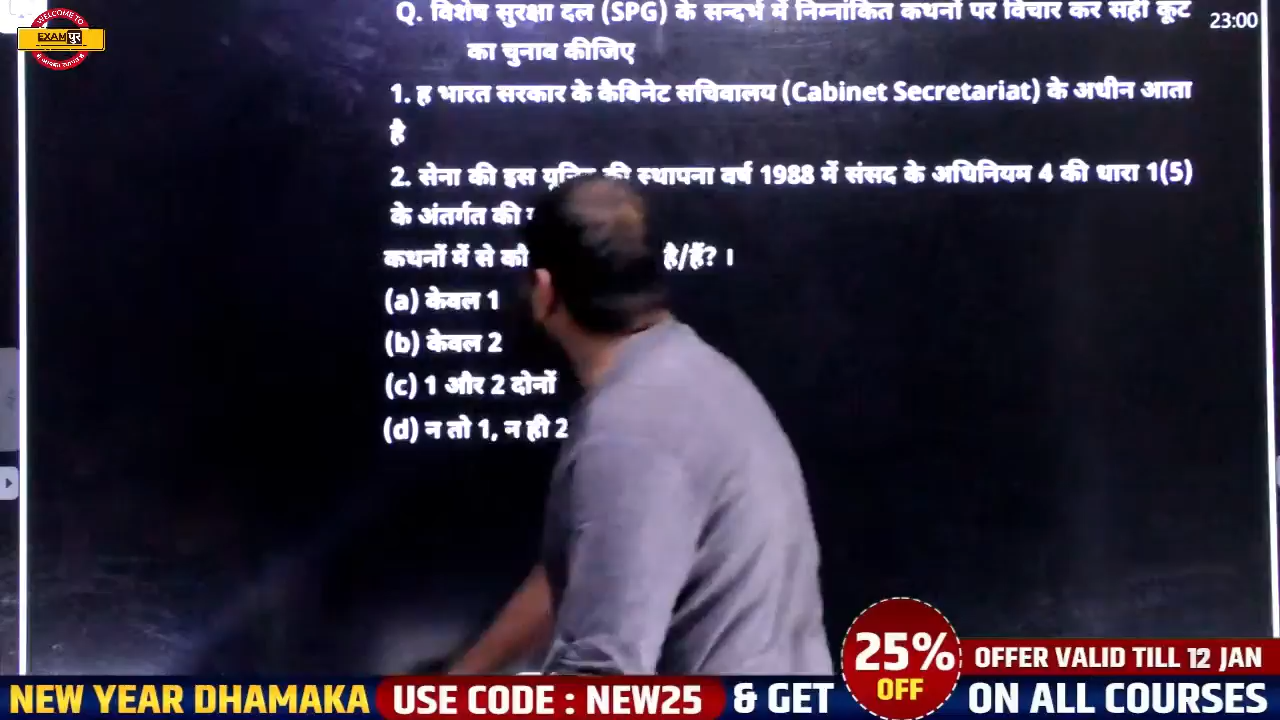 WELCOME TO
EXAMपुर
23:00
Q. विशेष सुरक्षा दल (SPG) के सन्दर्भ में निम्नांकित कथनों पर विचार कर सही कूट
का चुनाव कीजिए
1. ह भारत सरकार के कैबिनेट सचिवालय (Cabinet Secretariat) के अधीन आता
है
2. सेना की इस यूनिट की स्थापना वर्ष 1988 में संसद के अधिनियम 4 की धारा 1(5)
के अंतर्गत की
कथनों में से है/हैं? ।
(a) केवल 1
(b) केवल 2
(c) 1 और 2 दोनों
(d) न तो 1, न ही 2
25% OFF
OFFER VALID TILL 12 JAN
NEW YEAR DHAMAKA USE CODE : NEW25 & GET ON ALL COURSES